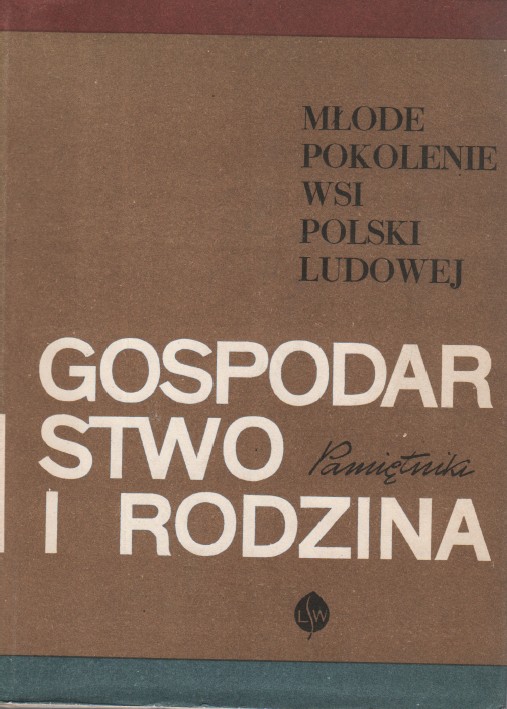 MŁODE
POKOLENIE
WSI
POLSKI
LUDOWEJ
GOSPODAR
STWO
Pamiętniki
I RODZINA
LSW